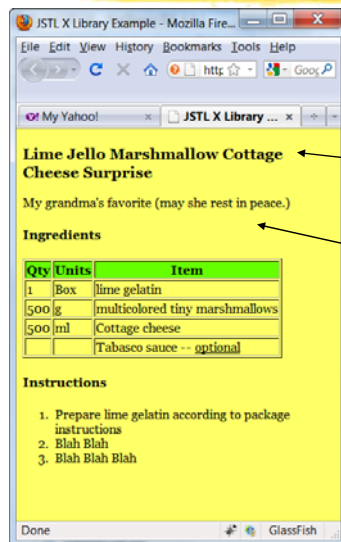 JSTL X Library Example - Mozilla Fire...
File Edit View History Bookmarks Tools Help
http
Goog
My Yahoo!
JSTL X Library ...
Lime Jello Marshmallow Cottage
Cheese Surprise
My grandma's favorite (may she rest in peace.)
Ingredients
Qty Units Item
1 Box lime gelatin
500 g multicolored tiny marshmallows
500 ml Cottage cheese
Tabasco sauce -- optional
Instructions
1. Prepare lime gelatin according to package
instructions
2. Blah Blah
3. Blah Blah Blah
Done GlassFish